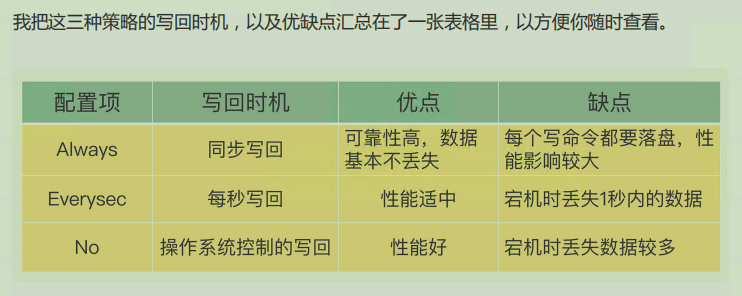 我把这三种策略的写回时机，以及优缺点汇总在了一张表格里，以方便你随时查看。
配置项 写回时机 优点 缺点
Always 同步写回 可靠性高，数据基本不丢失 每个写命令都要落盘，性能影响较大
Everysec 每秒写回 性能适中 宕机时丢失1秒内的数据
No 操作系统控制的写回 性能好 宕机时丢失数据较多